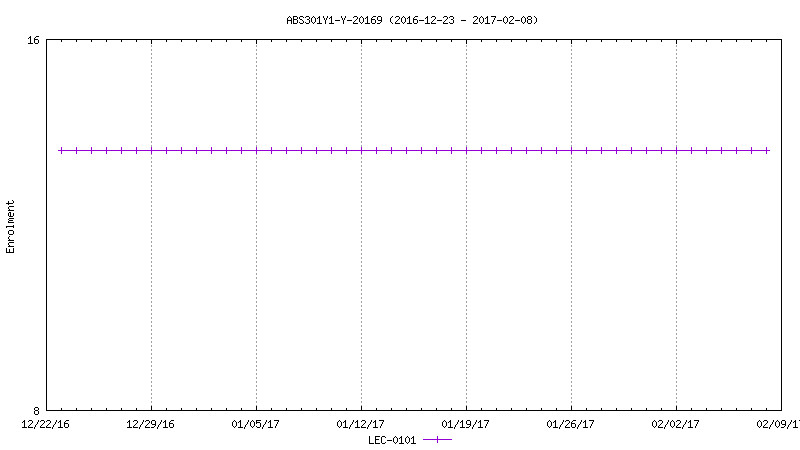 ABS301Y1-Y-20169 (2016-12-23 - 2017-02-08)
16
Enrolment
8
12/22/16 12/29/16 01/05/17 01/12/17 01/19/17 01/26/17 02/02/17 02/09/1
LEC-0101